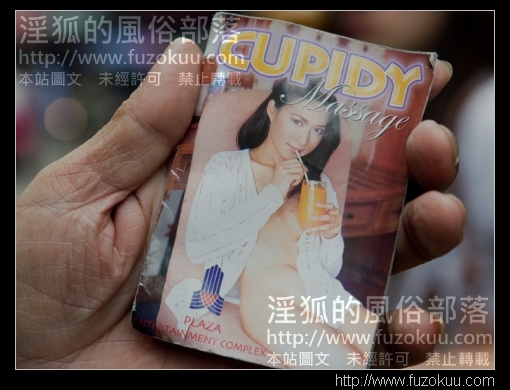 淫狐的風俗部落
http://www.fuzokuu.com
本站圖文　未經許可　禁止轉載
CUPIDY
Massage
PLAZA
ENTERTAINMENT COMPLEX
淫狐的風俗部落
http://www.fuzokuu.com
本站圖文　未經許可　禁止轉載
http://www.fuzokuu.com